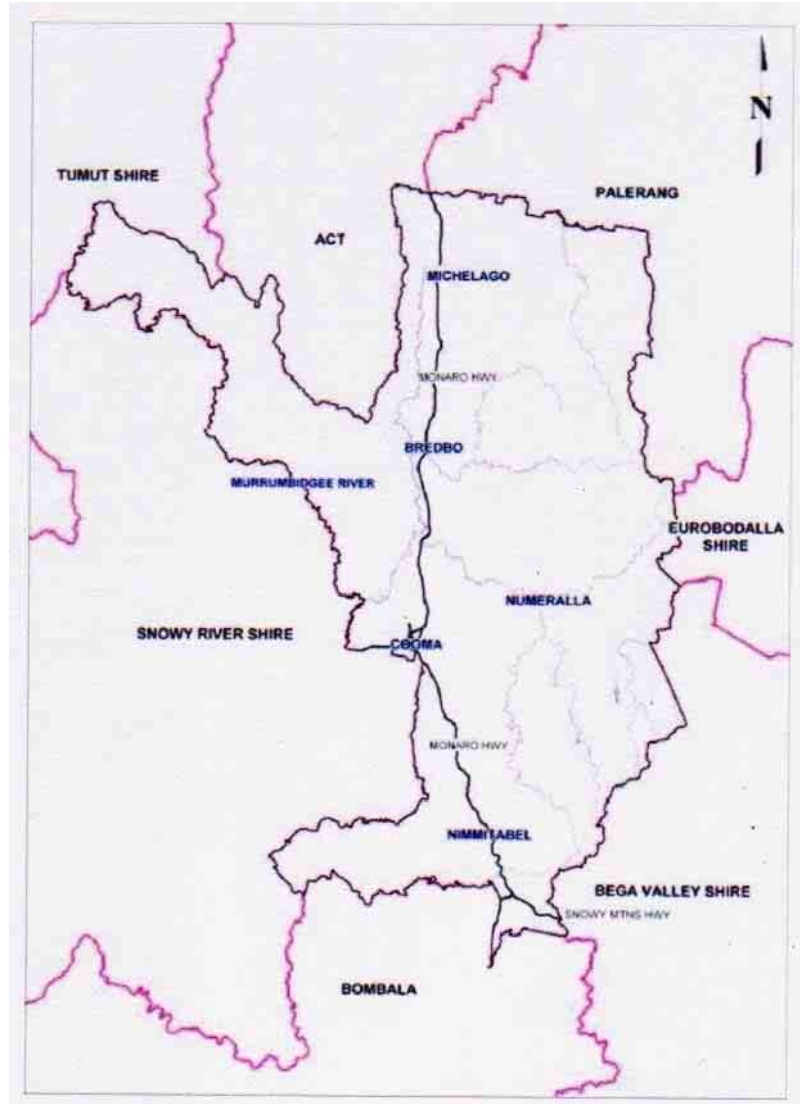 N
TUMUT SHIRE
PALERANG
ACT
MICHELAGO
MONARO HWY
BREDBO
MURRUMBIDGEE RIVER
EUROBODALLA
SHIRE
NUMERALLA
SNOWY RIVER SHIRE
COOMA
MONARO HWY
NIMMITABEL
BEGA VALLEY SHIRE
SNOWY MTNS HWY
BOMBALA